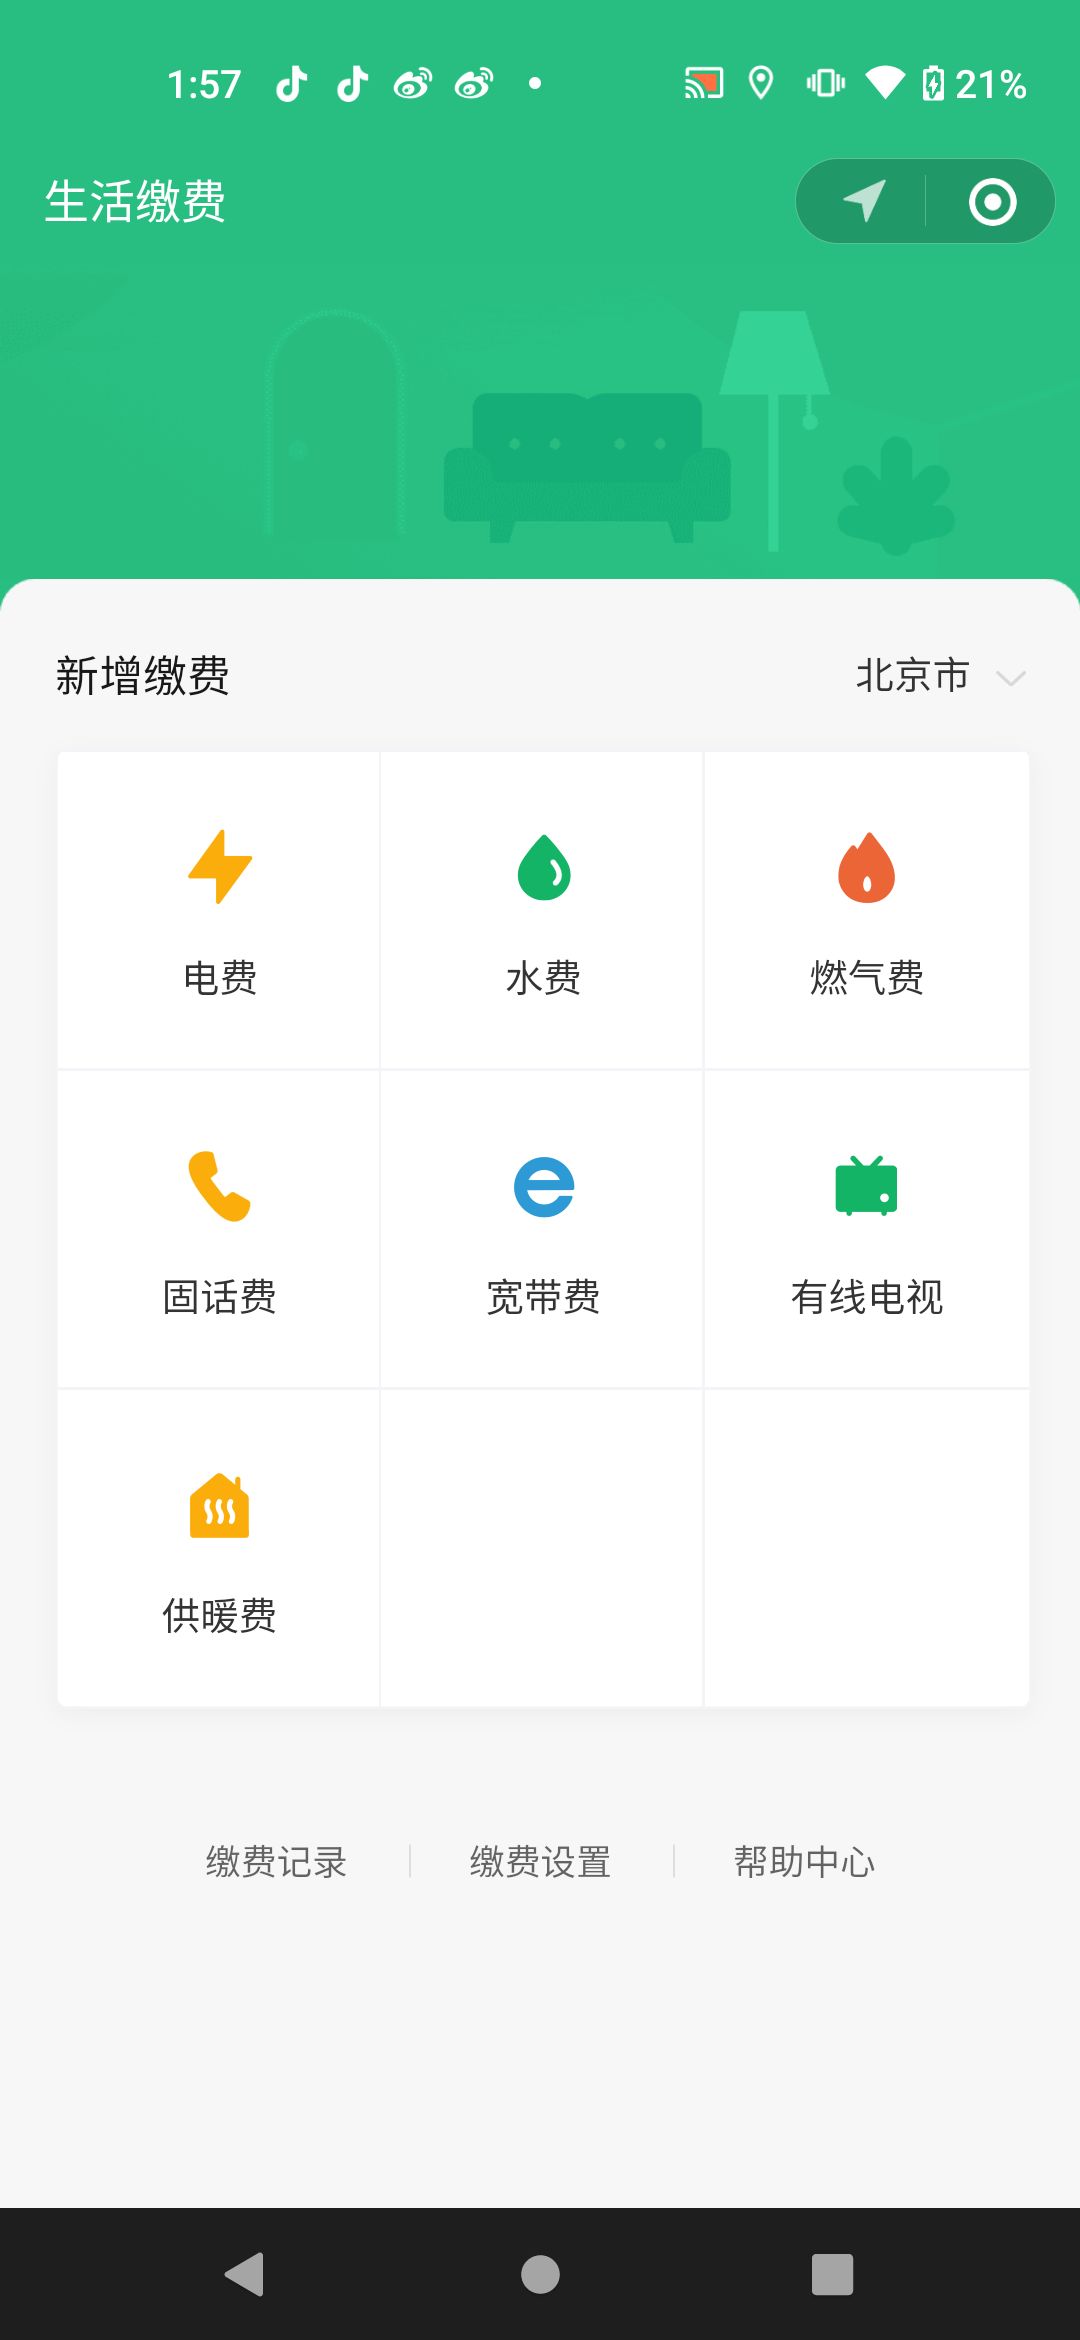 1:57
21%
生活缴费
新增缴费
北京市
电费
水费
燃气费
固话费
宽带费
有线电视
供暖费
缴费记录
缴费设置
帮助中心